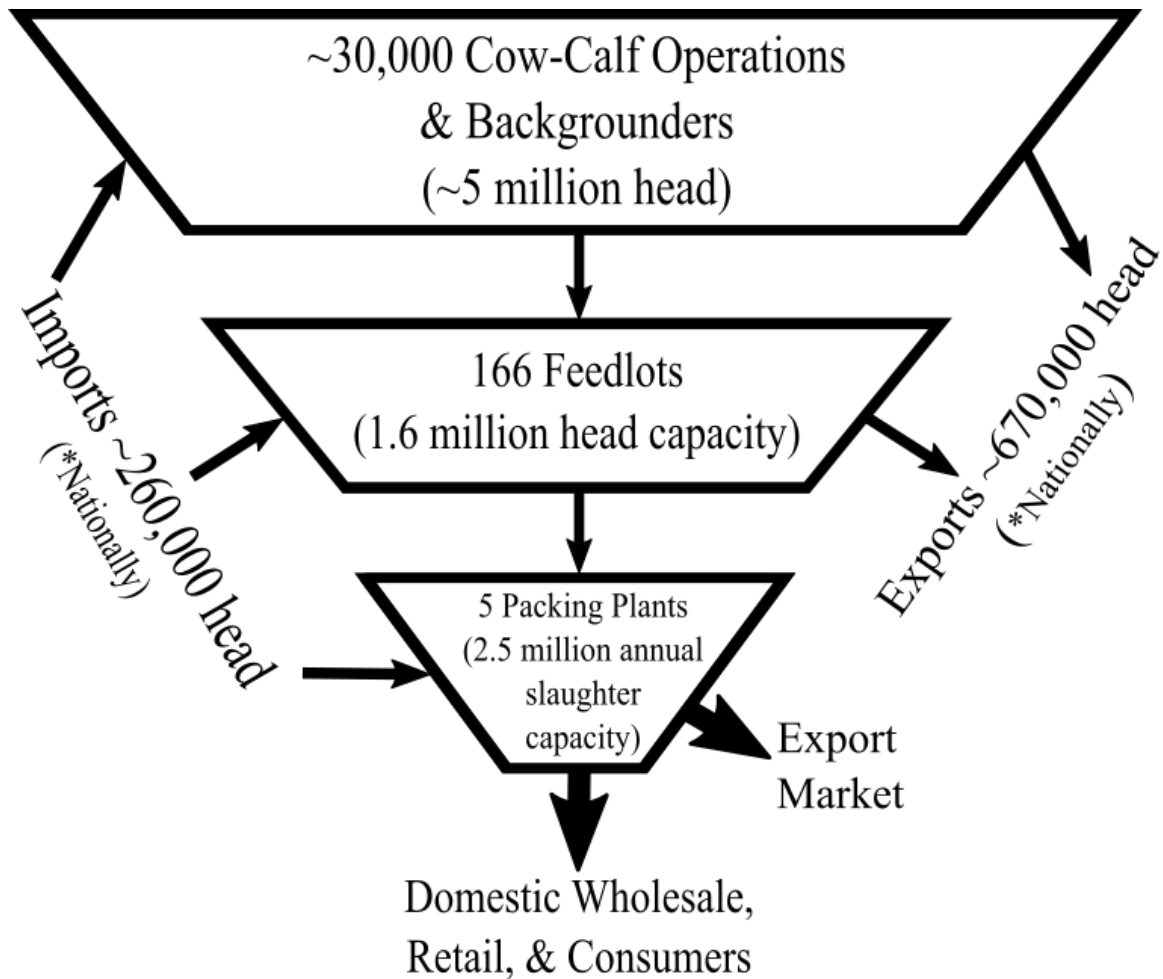 ~30,000 Cow-Calf Operations
& Backgrounders
(~5 million head)
Imports ~260,000 head
(*Nationally)
Exports ~670,000 head
(*Nationally)
166 Feedlots
(1.6 million head capacity)
5 Packing Plants
(2.5 million annual
slaughter
capacity)
Export
Market
Domestic Wholesale,
Retail, & Consumers